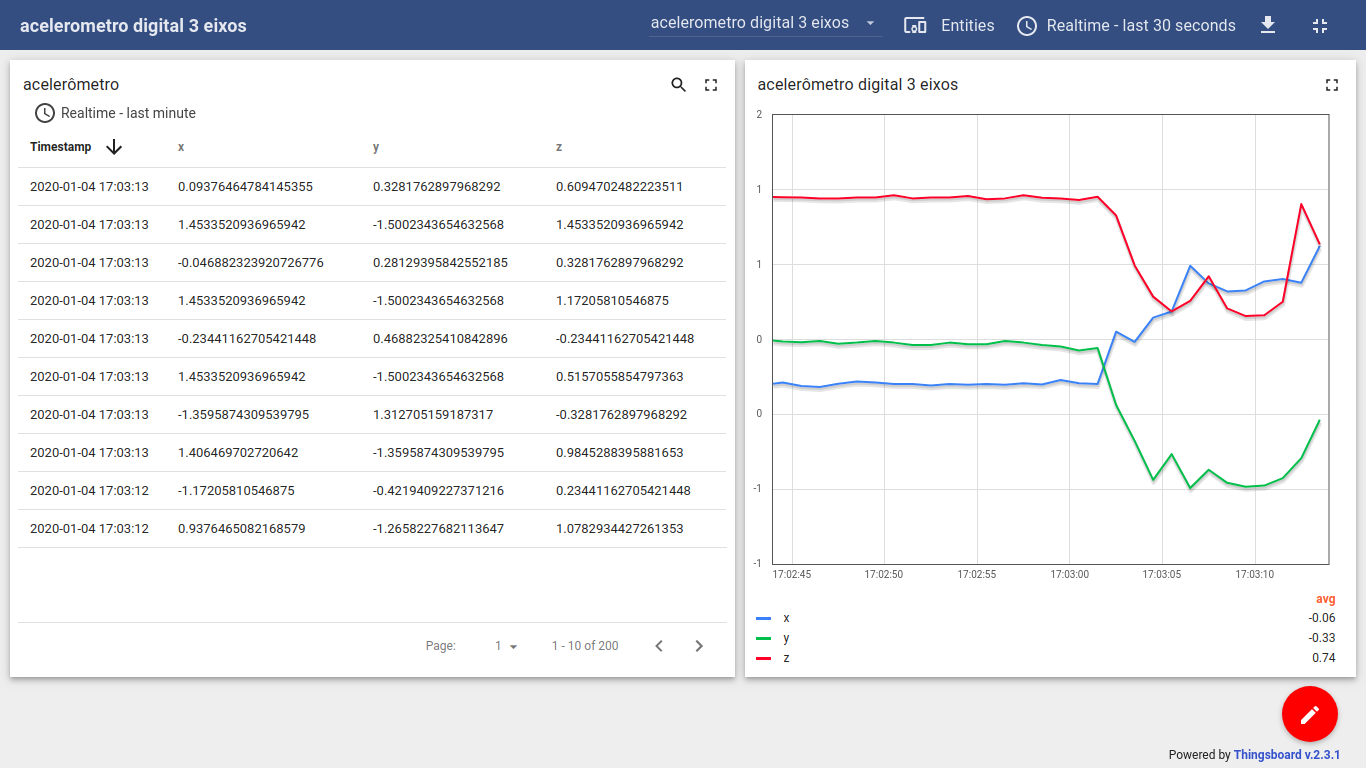 acelerometro digital 3 eixos
acelerometro digital 3 eixos
Entities
Realtime - last 30 seconds
acelerômetro
Realtime - last minute
Timestamp x y z
2020-01-04 17:03:13 0.09376464784145355 0.3281762897968292 0.6094702482223511
2020-01-04 17:03:13 1.4533520936965942 -1.5002343654632568 1.4533520936965942
2020-01-04 17:03:13 -0.046882323920726776 0.28129395842552185 0.3281762897968292
2020-01-04 17:03:13 1.4533520936965942 -1.5002343654632568 1.17205810546875
2020-01-04 17:03:13 -0.23441162705421448 0.46882325410842896 -0.23441162705421448
2020-01-04 17:03:13 1.4533520936965942 -1.5002343654632568 0.5157055854797363
2020-01-04 17:03:13 -1.3595874309539795 1.312705159187317 -0.3281762897968292
2020-01-04 17:03:13 1.406469702720642 -1.3595874309539795 0.9845288395881653
2020-01-04 17:03:12 -1.17205810546875 -0.4219409227371216 0.23441162705421448
2020-01-04 17:03:12 0.9376465082168579 -1.2658227682113647 1.0782934427261353
Page: 1 1 - 10 of 200
acelerômetro digital 3 eixos
2
1
1
0
0
-1
-1
17:02:45 17:02:50 17:02:55 17:03:00 17:03:05 17:03:10
avg
x -0.06
y -0.33
z 0.74
Powered by Thingsboard v.2.3.1